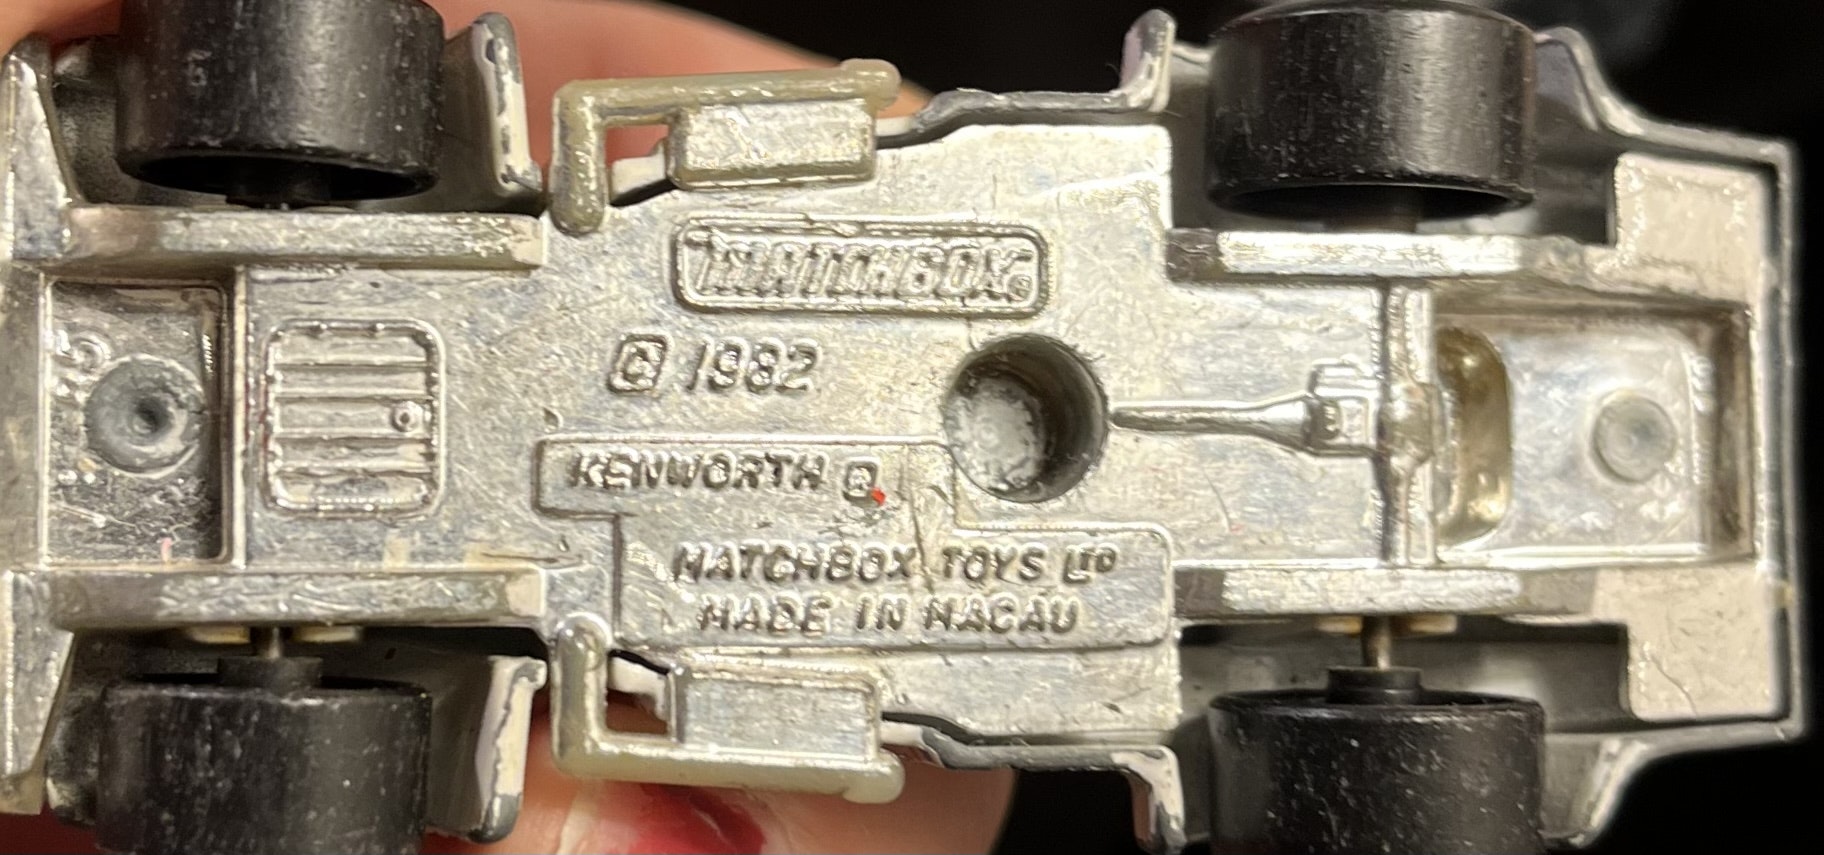 MATCHBOX®
© 1982
KENWORTH ®
MATCHBOX TOYS LTD
MADE IN MACAU